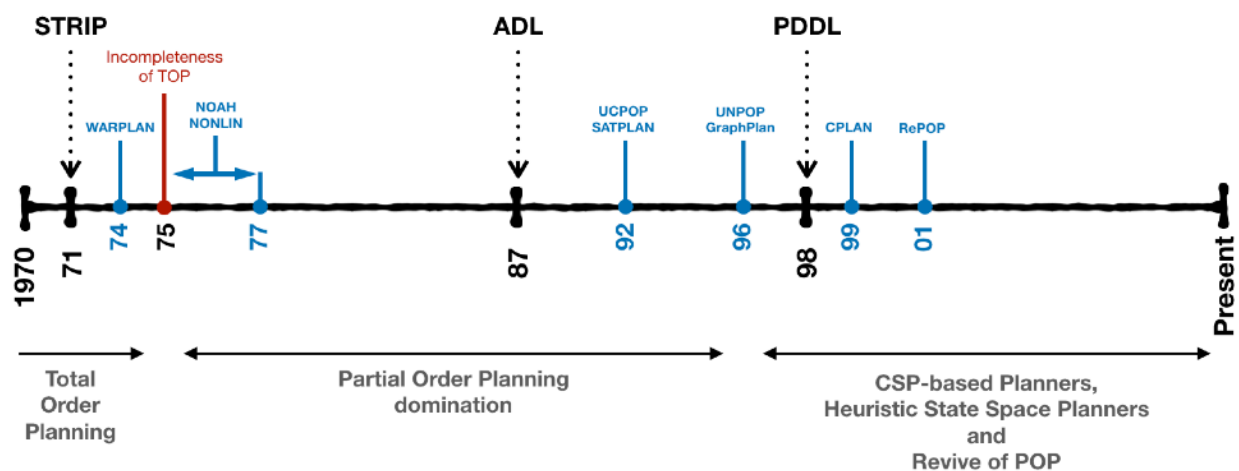 STRIP
ADL
PDDL
Incompleteness
of TOP
NOAH
NONLIN
WARPLAN
UCPOP
SATPLAN
UNPOP
GraphPlan
CPLAN
RePOP
1970
71
74
75
77
87
92
96
98
99
01
Present
Total
Order
Planning
Partial Order Planning
domination
CSP-based Planners,
Heuristic State Space Planners
and
Revive of POP